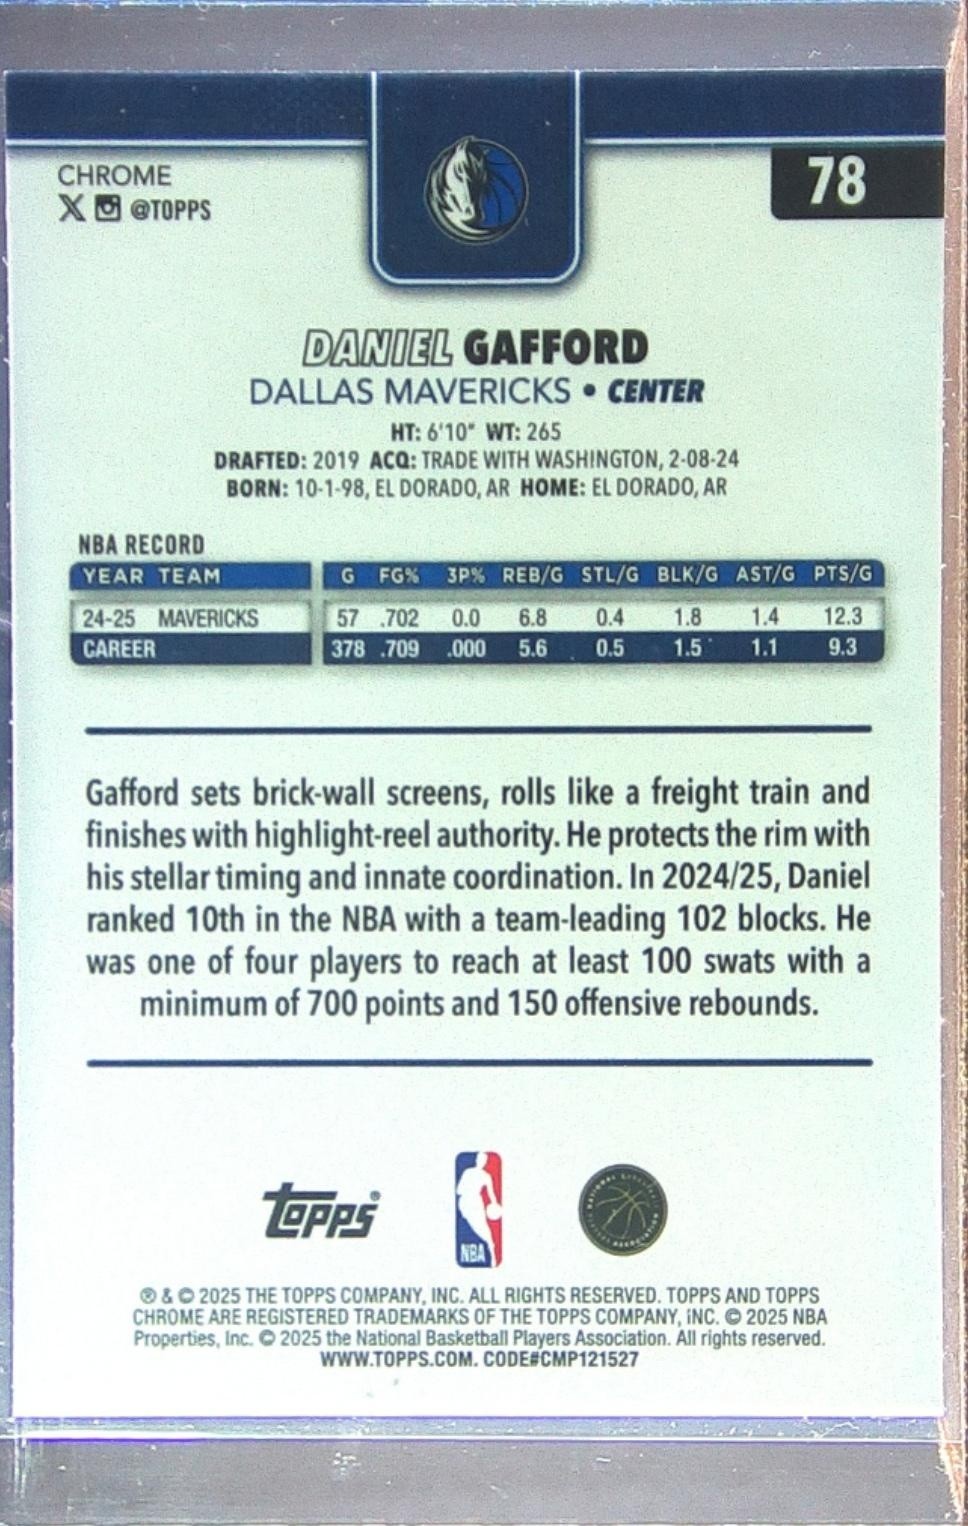 CHROME
@TOPPS
78
DANIEL GAFFORD
DALLAS MAVERICKS • CENTER
HT: 6'10" WT: 265
DRAFTED: 2019 ACQ: TRADE WITH WASHINGTON, 2-08-24
BORN: 10-1-98, EL DORADO, AR HOME: EL DORADO, AR
NBA RECORD
YEAR TEAM G FG% 3P% REB/G STL/G BLK/G AST/G PTS/G
24-25 MAVERICKS 57 .702 0.0 6.8 0.4 1.8 1.4 12.3
CAREER 378 .709 .000 5.6 0.5 1.5 1.1 9.3
Gafford sets brick-wall screens, rolls like a freight train and
finishes with highlight-reel authority. He protects the rim with
his stellar timing and innate coordination. In 2024/25, Daniel
ranked 10th in the NBA with a team-leading 102 blocks. He
was one of four players to reach at least 100 swats with a
minimum of 700 points and 150 offensive rebounds.
Topps®
NBA
NATIONAL BASKETBALL PLAYERS ASSOCIATION
® & © 2025 THE TOPPS COMPANY, INC. ALL RIGHTS RESERVED. TOPPS AND TOPPS
CHROME ARE REGISTERED TRADEMARKS OF THE TOPPS COMPANY, INC. © 2025 NBA
Properties, Inc. © 2025 the National Basketball Players Association. All rights reserved.
WWW.TOPPS.COM. CODE#CMP121527